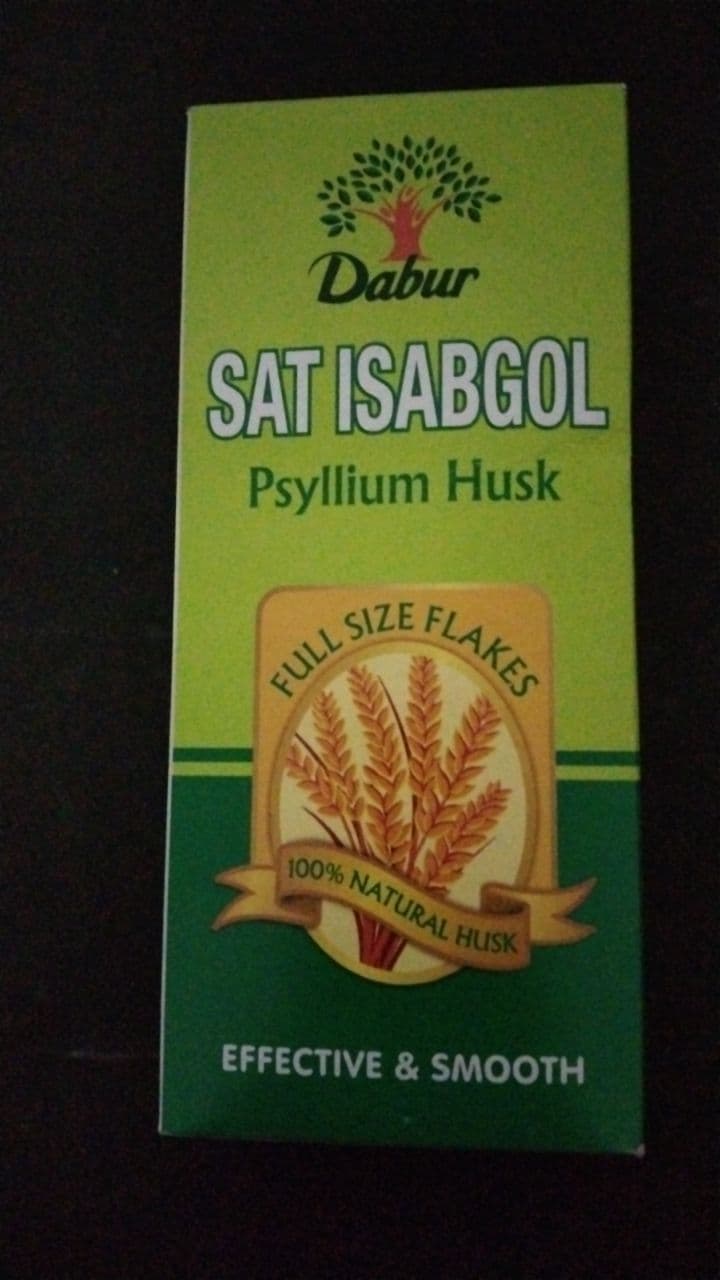 Dabur
SAT ISABGOL
Psyllium Husk
FULL SIZE FLAKES
100% NATURAL HUSK
EFFECTIVE & SMOOTH